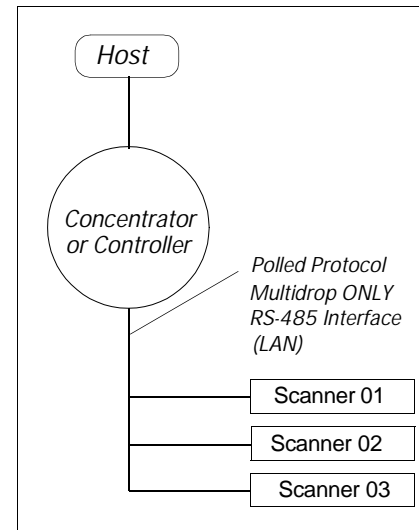 Host
Concentrator
or Controller
Polled Protocol
Multidrop ONLY
RS-485 Interface
(LAN)
Scanner 01
Scanner 02
Scanner 03